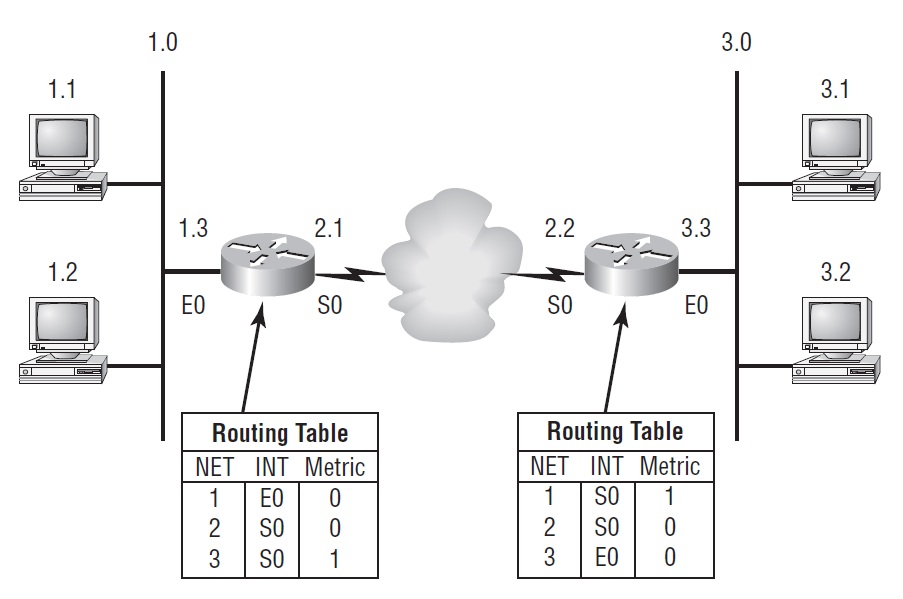 1.0
3.0
1.1
3.1
1.3
2.1
2.2
3.3
1.2
3.2
E0
S0
S0
E0
Routing Table
NET INT Metric
1 E0 0
2 S0 0
3 S0 1
Routing Table
NET INT Metric
1 S0 1
2 S0 0
3 E0 0